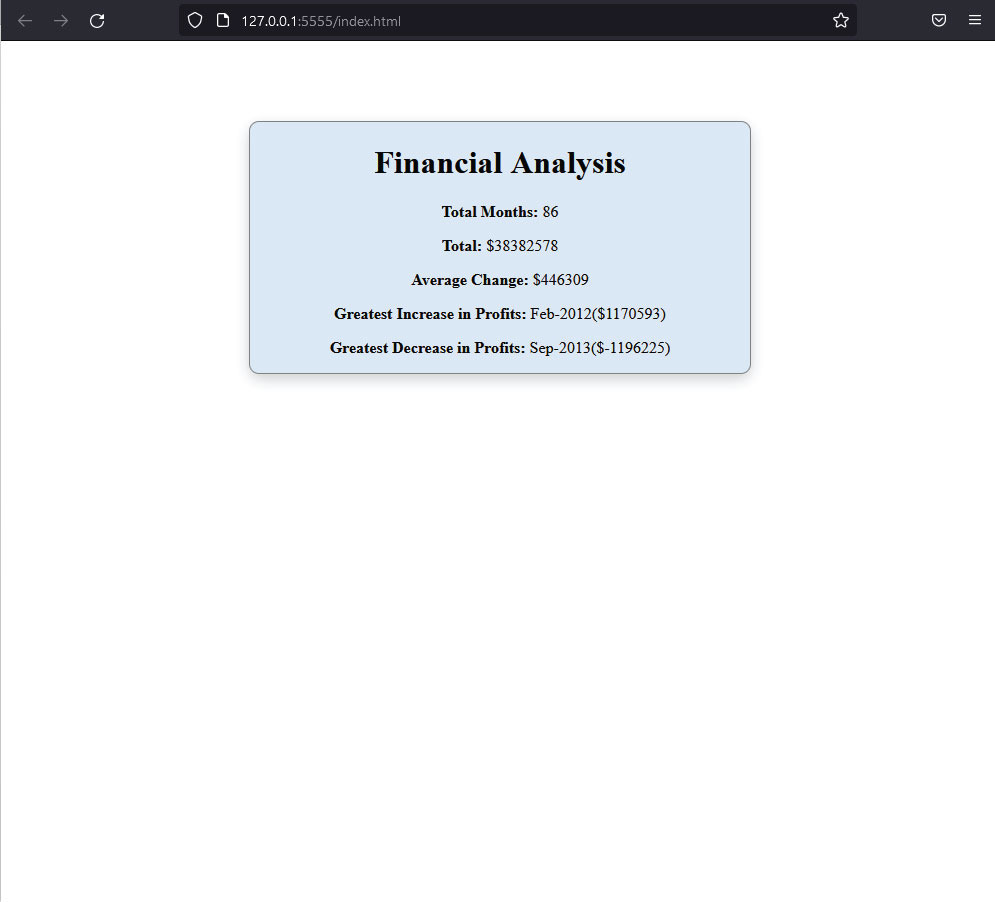 127.0.0.1:5555/index.html
Financial Analysis
Total Months: 86
Total: $38382578
Average Change: $446309
Greatest Increase in Profits: Feb-2012($1170593)
Greatest Decrease in Profits: Sep-2013($-1196225)